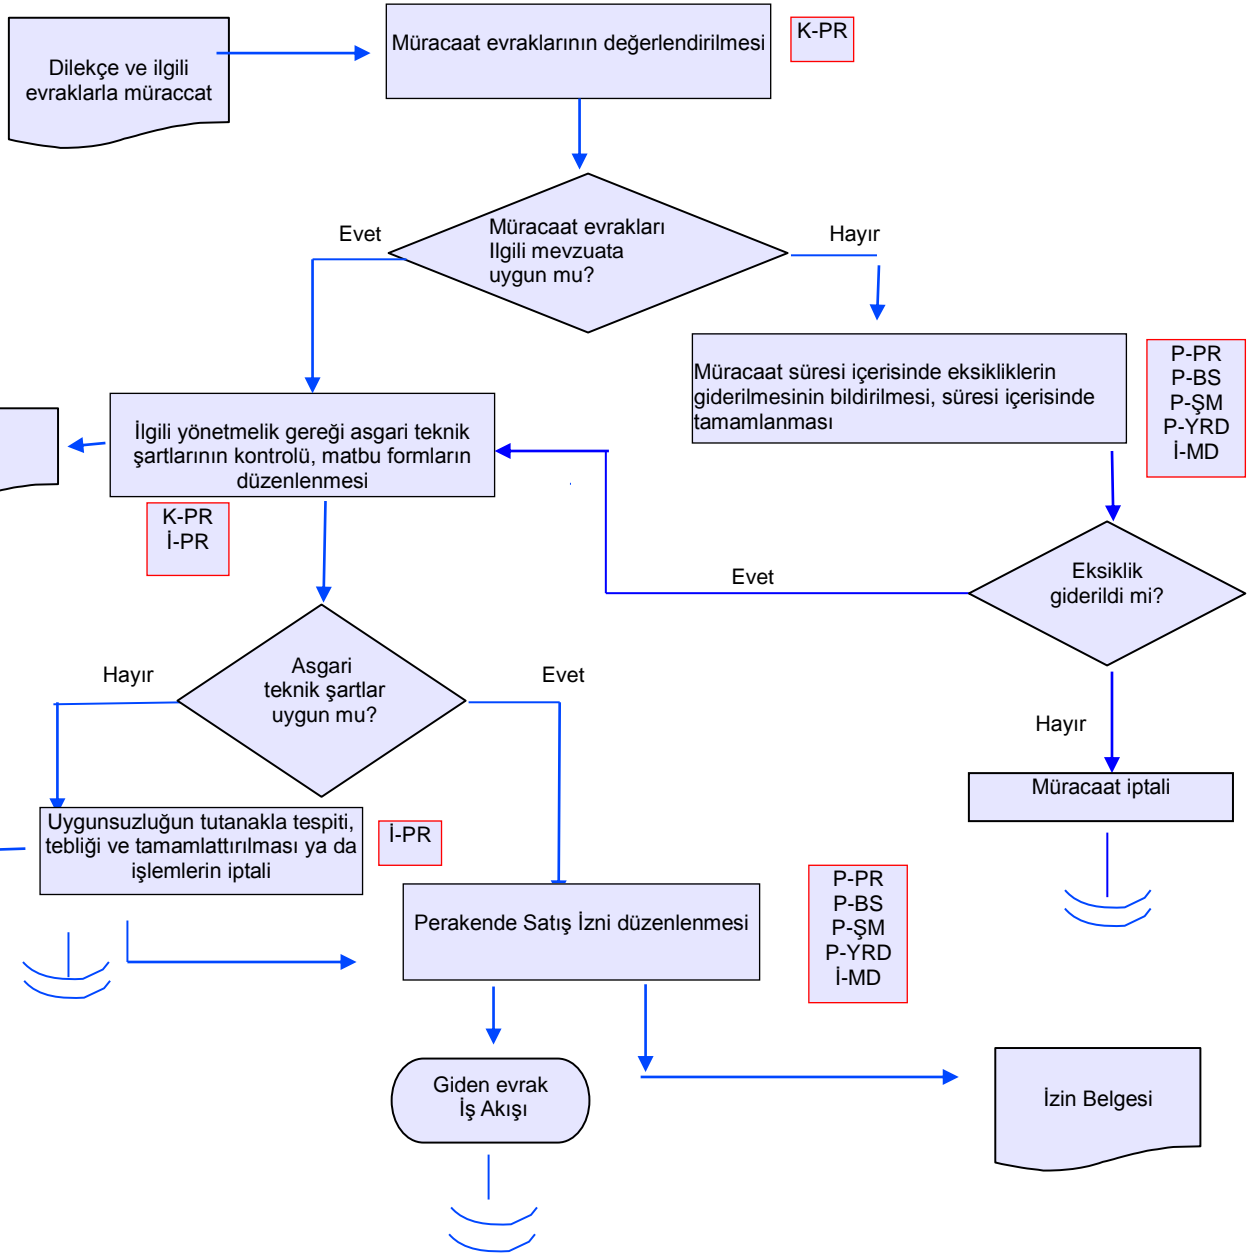 Dilekçe ve ilgili
evraklarla müraccat
Müracaat evraklarının değerlendirilmesi
K-PR
Müracaat evrakları
Ilgili mevzuata
uygun mu?
Evet
Hayır
Müracaat süresi içerisinde eksikliklerin
giderilmesinin bildirilmesi, süresi içerisinde
tamamlanması
P-PR
P-BS
P-ŞM
P-YRD
İ-MD
İlgili yönetmelik gereği asgari teknik
şartlarının kontrolü, matbu formların
düzenlenmesi
K-PR
İ-PR
Eksiklik
giderildi mi?
Evet
Hayır
Asgari
teknik şartlar
uygun mu?
Hayır
Evet
Müracaat iptali
Uygunsuzluğun tutanakla tespiti,
tebliği ve tamamlattırılması ya da
işlemlerin iptali
İ-PR
Perakende Satış İzni düzenlenmesi
P-PR
P-BS
P-ŞM
P-YRD
İ-MD
Giden evrak
İş Akışı
İzin Belgesi